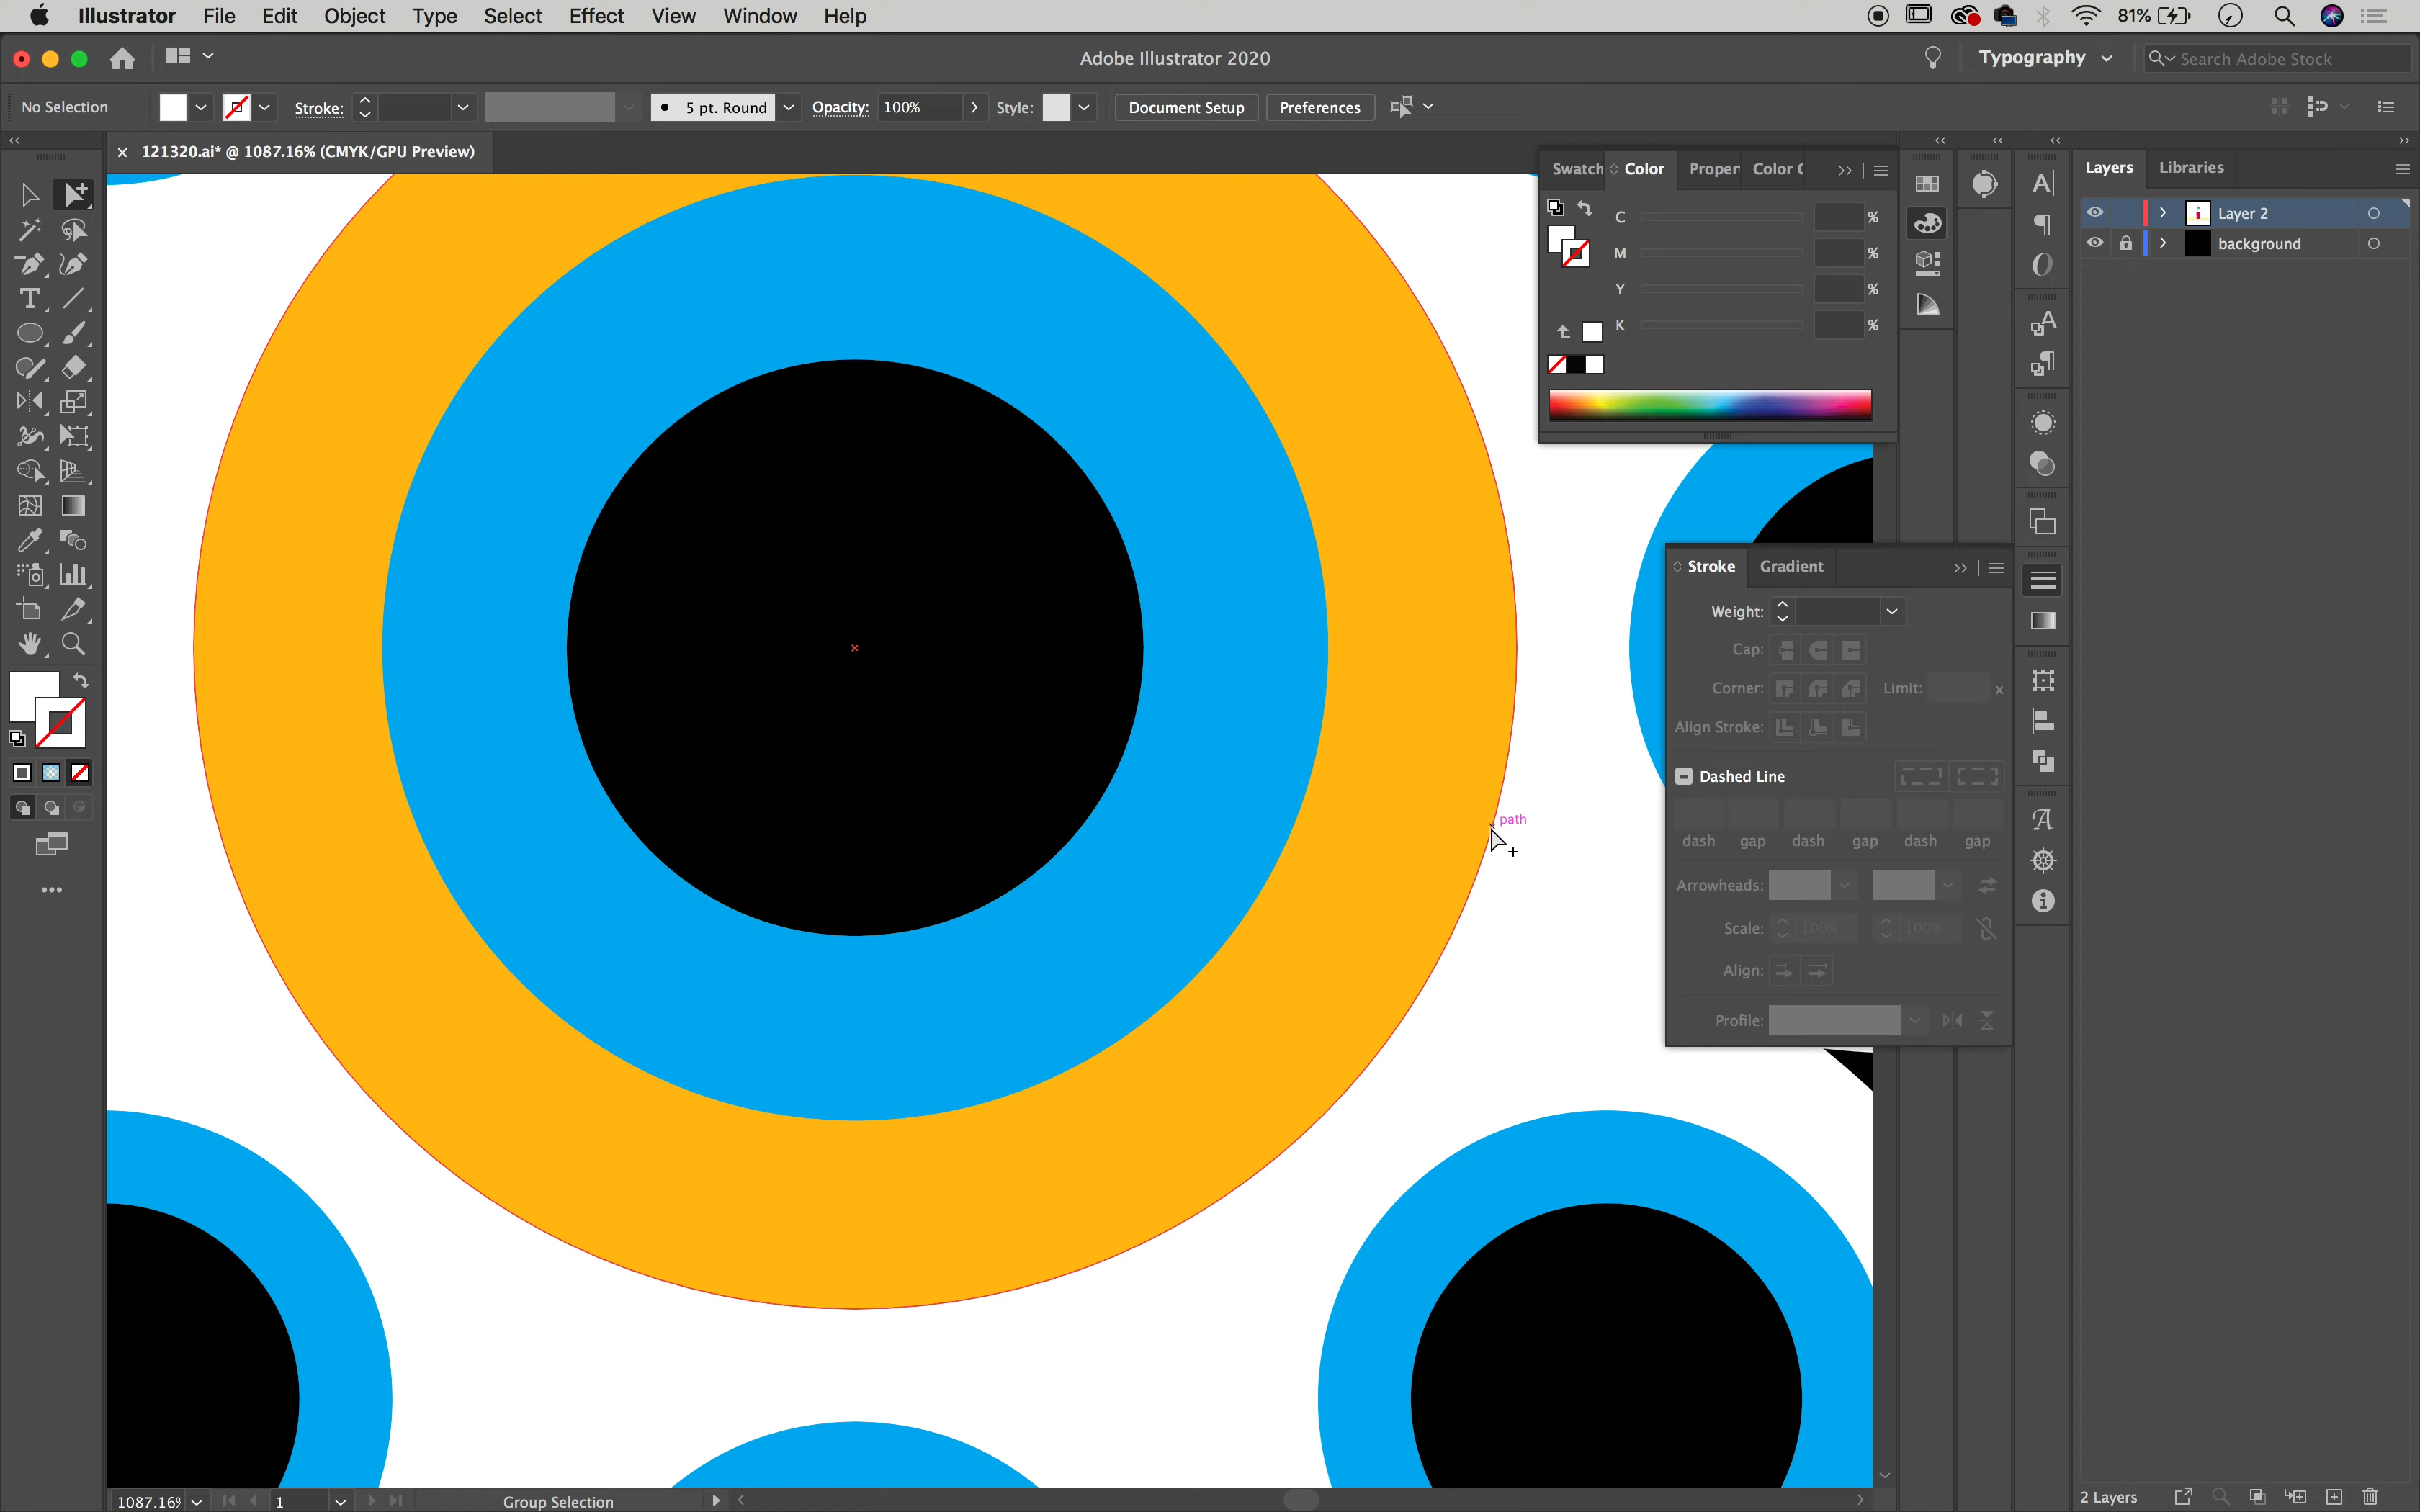 Illustrator File Edit Object Type Select Effect View Window Help 81%
Adobe Illustrator 2020 Typography Search Adobe Stock
No Selection Stroke: 5 pt. Round Opacity: 100% Style: Document Setup Preferences
121320.ai* @ 1087.16% (CMYK/GPU Preview)
Swatch Color Proper Color C
C %
M %
Y %
K %
Layers Libraries
Layer 2
background
Stroke Gradient
Weight:
Cap:
Corner: Limit: x
Align Stroke:
Dashed Line
dash gap dash gap dash gap
Arrowheads:
Scale: 100% 100%
Align:
Profile:
path
1087.16% 1 Group Selection
2 Layers